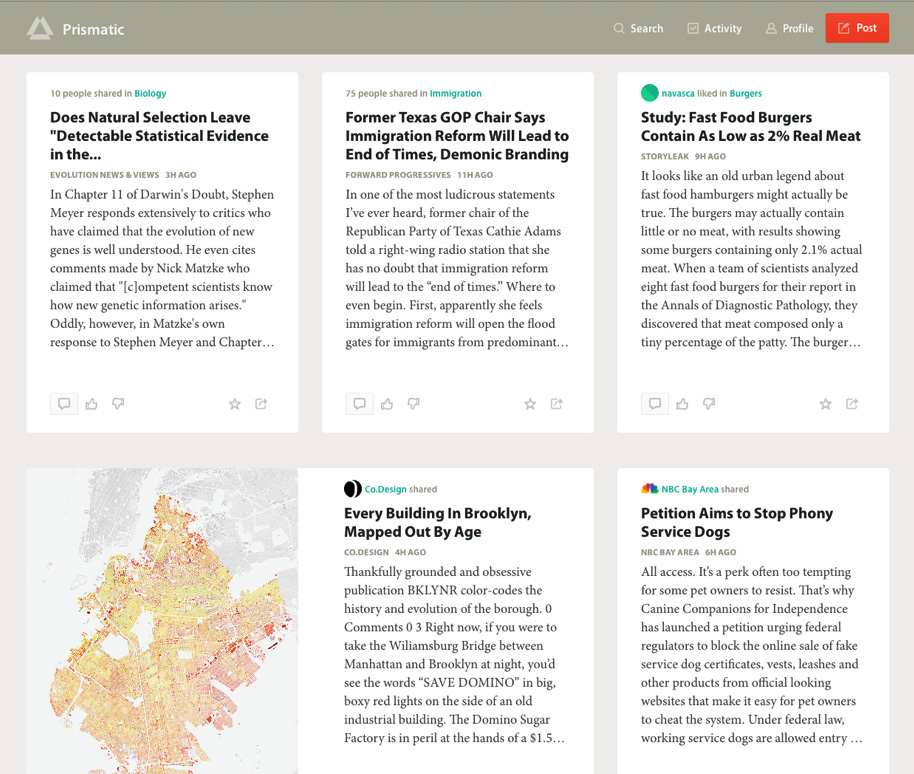 Prismatic
Search
Activity
Profile
Post
10 people shared in Biology
Does Natural Selection Leave
"Detectable Statistical Evidence
in the...
EVOLUTION NEWS & VIEWS 3H AGO
In Chapter 11 of Darwin's Doubt, Stephen
Meyer responds extensively to critics who
have claimed that the evolution of new
genes is well understood. He even cites
comments made by Nick Matzke who
claimed that "[c]ompetent scientists know
how new genetic information arises."
Oddly, however, in Matzke's own
response to Stephen Meyer and Chapter…
75 people shared in Immigration
Former Texas GOP Chair Says
Immigration Reform Will Lead to
End of Times, Demonic Branding
FORWARD PROGRESSIVES 11H AGO
In one of the most ludicrous statements
I’ve ever heard, former chair of the
Republican Party of Texas Cathie Adams
told a right-wing radio station that she
has no doubt that immigration reform
will lead to the “end of times.” Where to
even begin. First, apparently she feels
immigration reform will open the flood
gates for immigrants from predominant…
navasca liked in Burgers
Study: Fast Food Burgers
Contain As Low as 2% Real Meat
STORYLEAK 9H AGO
It looks like an old urban legend about
fast food hamburgers might actually be
true. The burgers may actually contain
little or no meat, with results showing
some burgers containing only 2.1% actual
meat. When a team of scientists analyzed
eight fast food burgers for their report in
the Annals of Diagnostic Pathology, they
discovered that meat composed only a
tiny percentage of the patty. The burger…
Co.Design shared
Every Building In Brooklyn,
Mapped Out By Age
CO.DESIGN 4H AGO
Thankfully grounded and obsessive
publication BKLYNR color-codes the
history and evolution of the borough. 0
Comments 0 3 Right now, if you were to
take the Wiliamsburg Bridge between
Manhattan and Brooklyn at night, you’d
see the words “SAVE DOMINO” in big,
boxy red lights on the side of an old
industrial building. The Domino Sugar
Factory is in peril at the hands of a $1.5…
NBC Bay Area shared
Petition Aims to Stop Phony
Service Dogs
NBC BAY AREA 6H AGO
All access. It’s a perk often too tempting
for some pet owners to resist. That’s why
Canine Companions for Independence
has launched a petition urging federal
regulators to block the online sale of fake
service dog certificates, vests, leashes and
other products from official looking
websites that make it easy for pet owners
to cheat the system. Under federal law,
working service dogs are allowed entry …